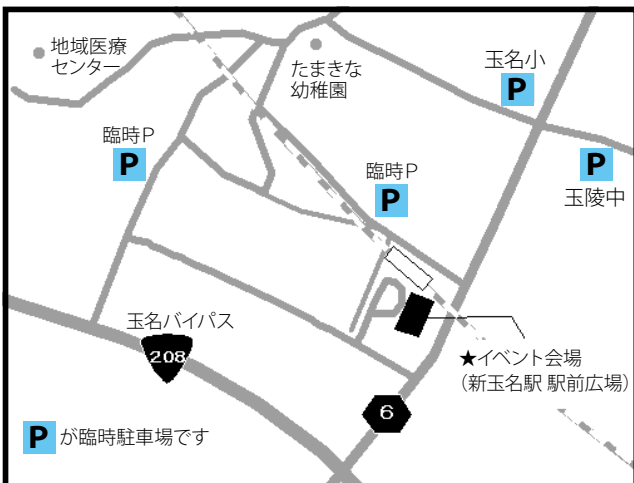 地域医療
センター
たまきな
幼稚園
玉名小
P
臨時P
P
臨時P
P
P
玉陵中
玉名バイパス
208
★イベント会場
（新玉名駅 駅前広場）
6
P が臨時駐車場です